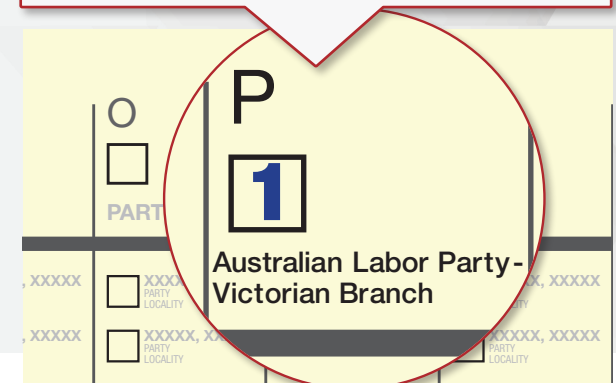 O
P
1
PART
Australian Labor Party-
Victorian Branch
, XXXXX
XXXX
PARTY
LOCALITY
X, XXXXX
TY
, XXXXX
XXXXX, XX
PARTY
LOCALITY
XXXXX, XXXXX
PARTY
LOCALITY